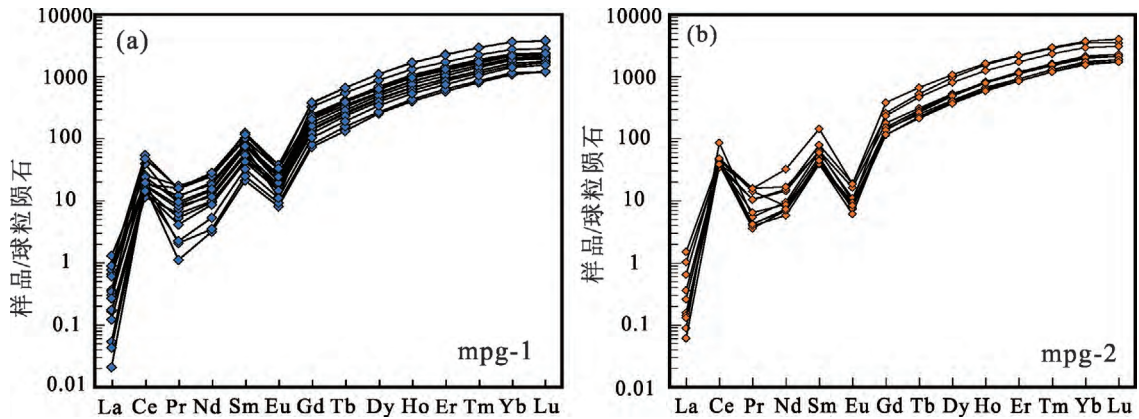 10000
1000
100
10
1
0.1
0.01
样品/球粒陨石
(a)
mpg-1
La Ce Pr Nd Sm Eu Gd Tb Dy Ho Er Tm Yb Lu
10000
1000
100
10
1
0.1
0.01
样品/球粒陨石
(b)
mpg-2
La Ce Pr Nd Sm Eu Gd Tb Dy Ho Er Tm Yb Lu